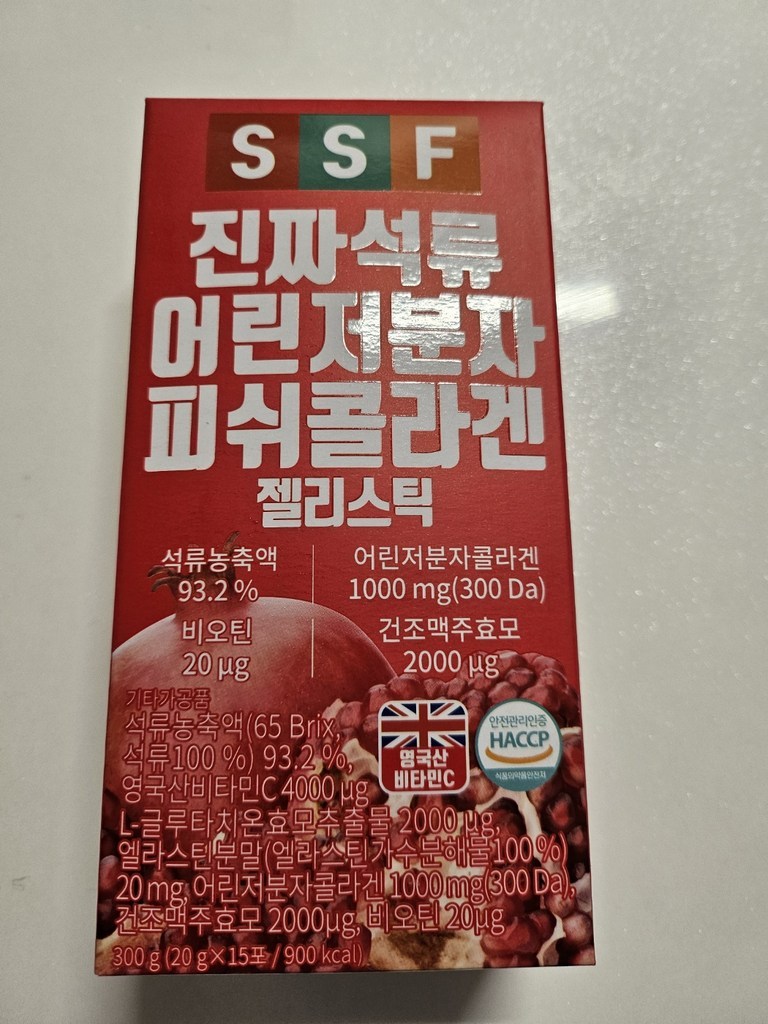 SSF
진짜석류
어린저분자
피쉬콜라겐
젤리스틱
석류농축액
93.2 %
어린저분자콜라겐
1000 mg(300 Da)
비오틴
20 µg
건조맥주효모
2000 µg
기타가공품
석류농축액(65 Brix,
석류100 %) 93.2 %,
영국산비타민C 4000 µg
L-글루타치온효모추출물 2000 µg,
엘라스틴분말(엘라스틴가수분해물100 %)
20 mg, 어린저분자콜라겐 1000 mg(300 Da),
건조맥주효모 2000µg, 비오틴 20µg
300 g (20 g×15포 / 900 kcal)
영국산
비타민C
안전관리인증
HACCP
식품의약품안전처